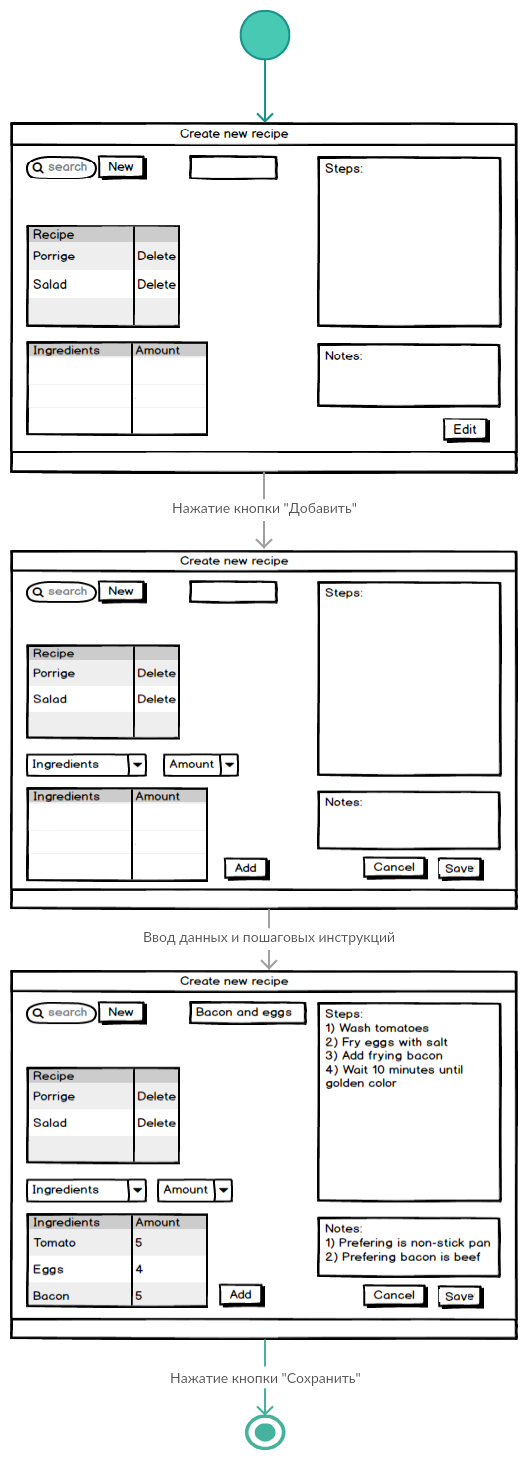 Create new recipe
search New
Steps:
Recipe
Porrige Delete
Salad Delete
Ingredients Amount
Notes:
Edit
Нажатие кнопки "Добавить"
Create new recipe
search New
Steps:
Recipe
Porrige Delete
Salad Delete
Ingredients Amount
Ingredients Amount
Notes:
Add Cancel Save
Ввод данных и пошаговых инструкций
Create new recipe
search New Bacon and eggs
Steps:
1) Wash tomatoes
2) Fry eggs with salt
3) Add frying bacon
4) Wait 10 minutes until
golden color
Recipe
Porrige Delete
Salad Delete
Ingredients Amount
Ingredients Amount
Tomato 5
Eggs 4
Bacon 5
Notes:
1) Prefering is non-stick pan
2) Prefering bacon is beef
Add Cancel Save
Нажатие кнопки "Сохранить"